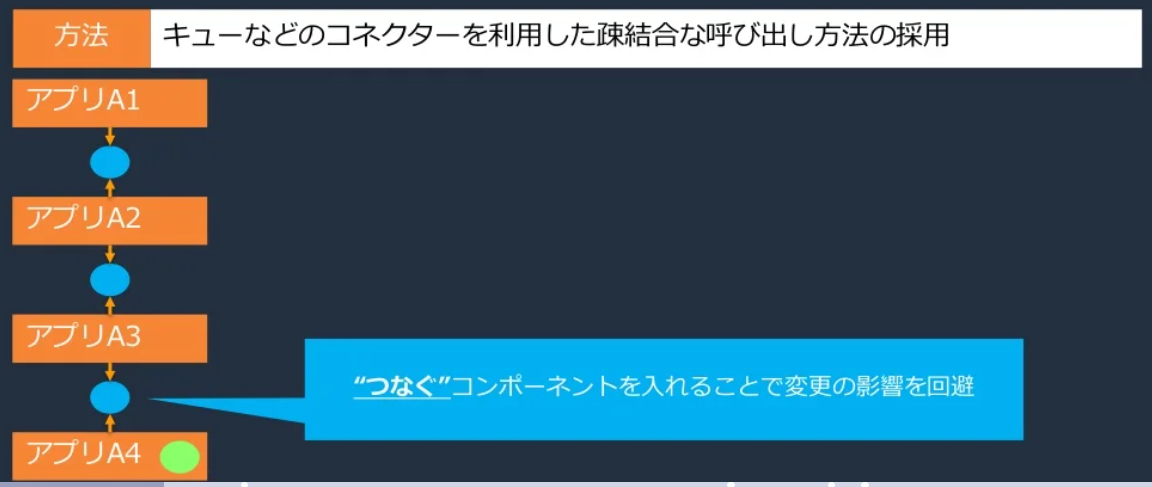 方法
キューなどのコネクターを利用した疎結合な呼び出し方法の採用
アプリA1
アプリA2
アプリA3
“つなぐ”コンポーネントを入れることで変更の影響を回避
アプリA4